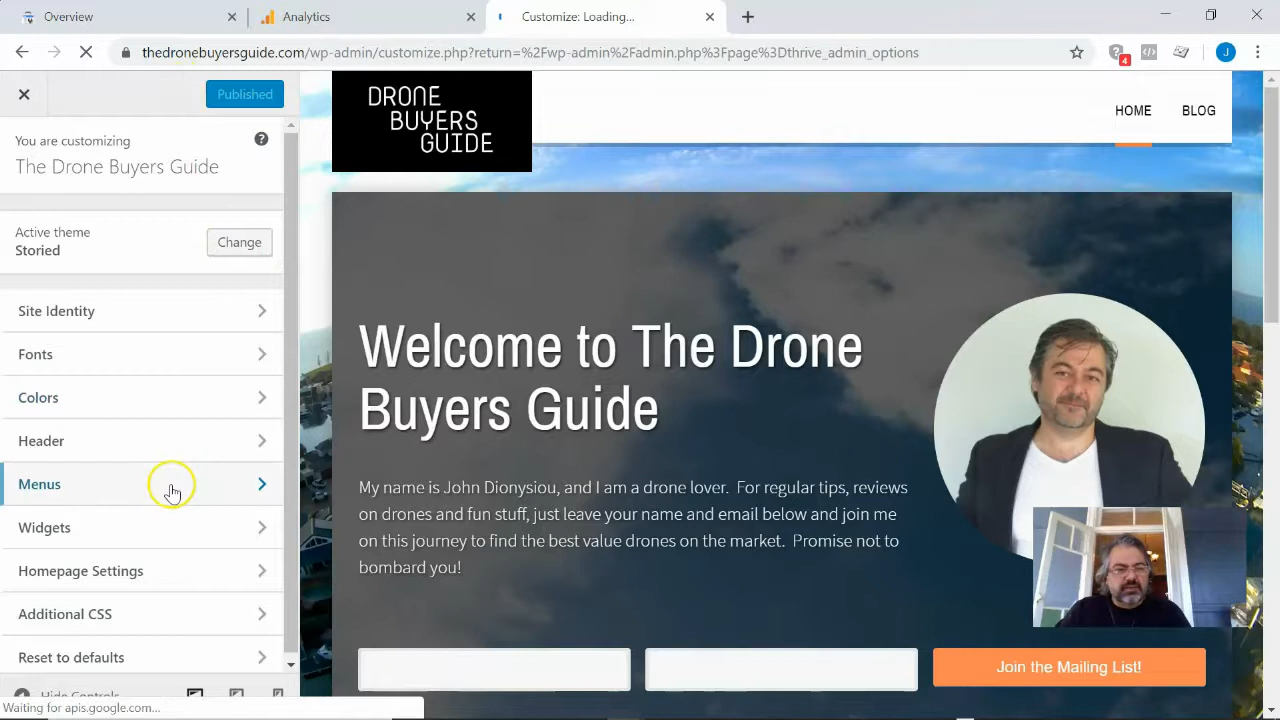 Overview
Analytics
Customize: Loading...
thedronebuyersguide.com/wp-admin/customize.php?return=%2Fwp-admin%2Fadmin.php%3Fpage%3Dthrive_admin_options
4
J
Published
You are customizing
The Drone Buyers Guide
Active theme
Storied
Change
Site Identity
Fonts
Colors
Header
Menus
Widgets
Homepage Settings
Additional CSS
Reset to defaults
Hide Controls
Waiting for apis.google.com...
DRONE
BUYERS
GUIDE
HOME
BLOG
Welcome to The Drone
Buyers Guide
My name is John Dionysiou, and I am a drone lover. For regular tips, reviews
on drones and fun stuff, just leave your name and email below and join me
on this journey to find the best value drones on the market. Promise not to
bombard you!
Join the Mailing List!